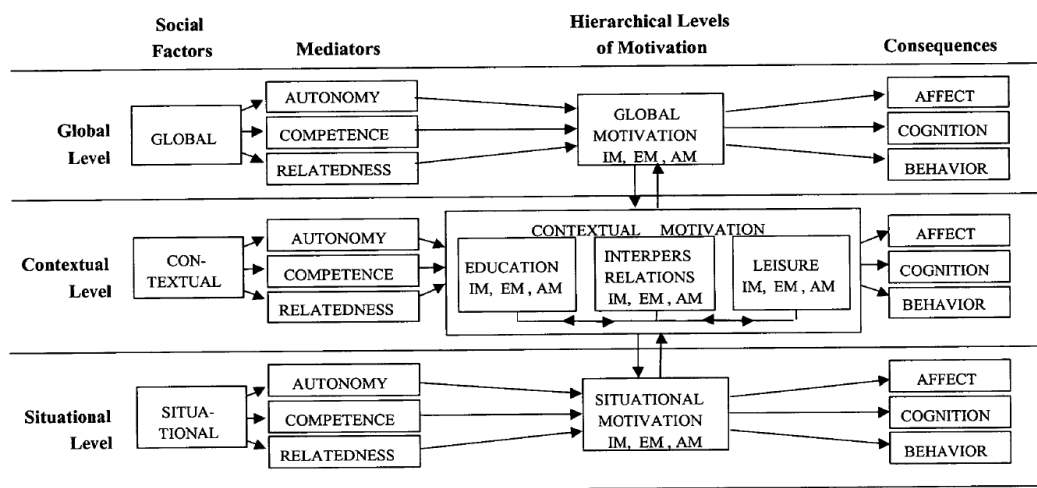 Social
Factors
Mediators
Hierarchical Levels
of Motivation
Consequences
Global
Level
GLOBAL
AUTONOMY
COMPETENCE
RELATEDNESS
GLOBAL
MOTIVATION
IM, EM , AM
AFFECT
COGNITION
BEHAVIOR
Contextual
Level
CON-
TEXTUAL
AUTONOMY
COMPETENCE
RELATEDNESS
CONTEXTUAL MOTIVATION
EDUCATION
IM, EM, AM
INTERPERS
RELATIONS
IM, EM, AM
LEISURE
IM, EM, AM
AFFECT
COGNITION
BEHAVIOR
Situational
Level
SITUA-
TIONAL
AUTONOMY
COMPETENCE
RELATEDNESS
SITUATIONAL
MOTIVATION
IM, EM, AM
AFFECT
COGNITION
BEHAVIOR